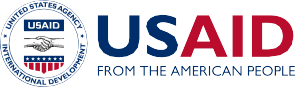 UNITED STATES AGENCY
USAID
INTERNATIONAL DEVELOPMENT
USAID
FROM THE AMERICAN PEOPLE